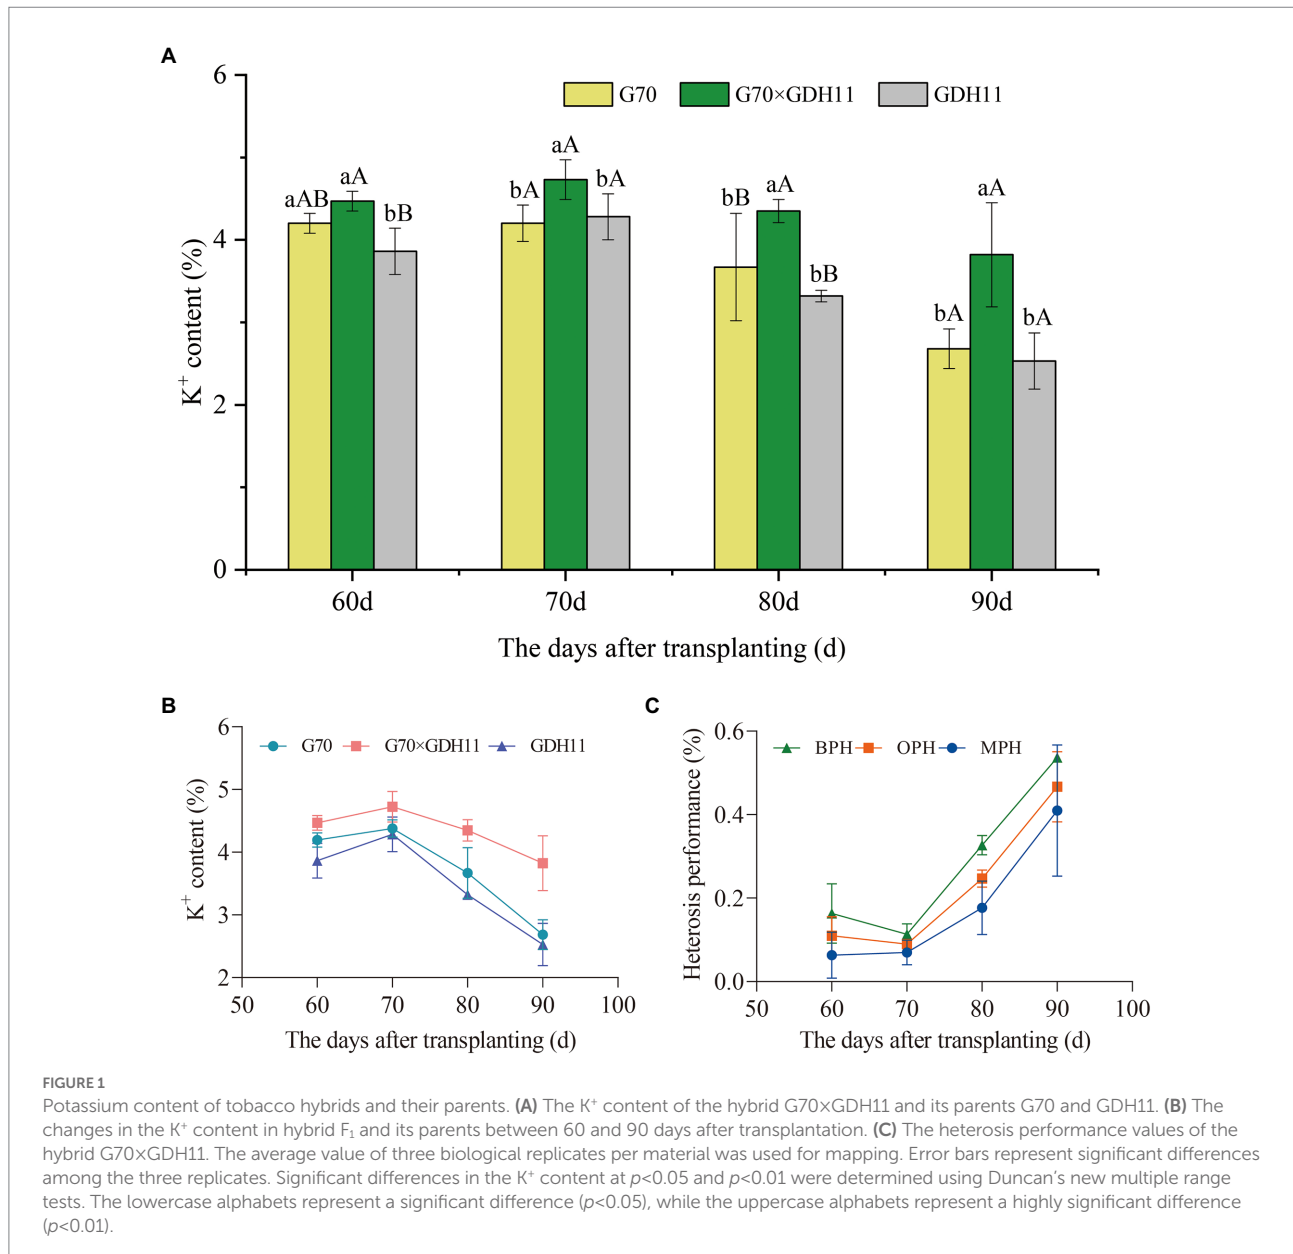 A
6
4
2
0
K+ content (%)
G70 G70×GDH11 GDH11
aAB aA bB
bA aA bA
bB aA bB
bA aA bA
60d 70d 80d 90d
The days after transplanting (d)
B
6
5
4
3
2
K+ content (%)
G70 G70×GDH11 GDH11
50 60 70 80 90 100
The days after transplanting (d)
C
0.6
0.4
0.2
0.0
Heterosis performance (%)
BPH OPH MPH
50 60 70 80 90 100
The days after transplanting (d)
FIGURE 1
Potassium content of tobacco hybrids and their parents. (A) The K+ content of the hybrid G70×GDH11 and its parents G70 and GDH11. (B) The
changes in the K+ content in hybrid F1 and its parents between 60 and 90 days after transplantation. (C) The heterosis performance values of the
hybrid G70×GDH11. The average value of three biological replicates per material was used for mapping. Error bars represent significant differences
among the three replicates. Significant differences in the K+ content at p<0.05 and p<0.01 were determined using Duncan’s new multiple range
tests. The lowercase alphabets represent a significant difference (p<0.05), while the uppercase alphabets represent a highly significant difference
(p<0.01).